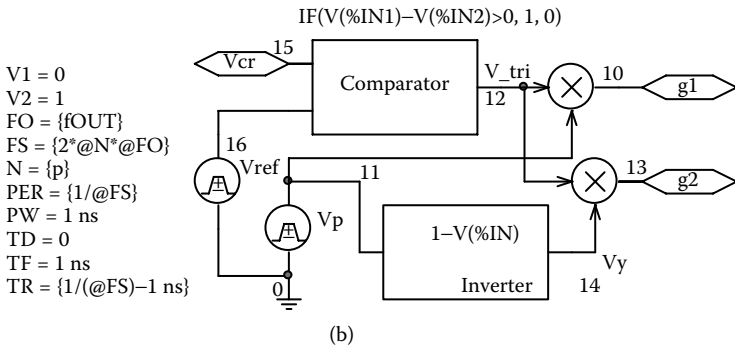 IF(V(%IN1)–V(%IN2)>0, 1, 0)
V1 = 0
V2 = 1
FO = {fOUT}
FS = {2*@N*@FO}
N = {p}
PER = {1/@FS}
PW = 1 ns
TD = 0
TF = 1 ns
TR = {1/(@FS)–1 ns}
Vcr
15
Comparator
V_tri
12
10
g1
16
Vref
11
13
g2
Vp
1–V(%IN)
Inverter
Vy
14
0
(b)